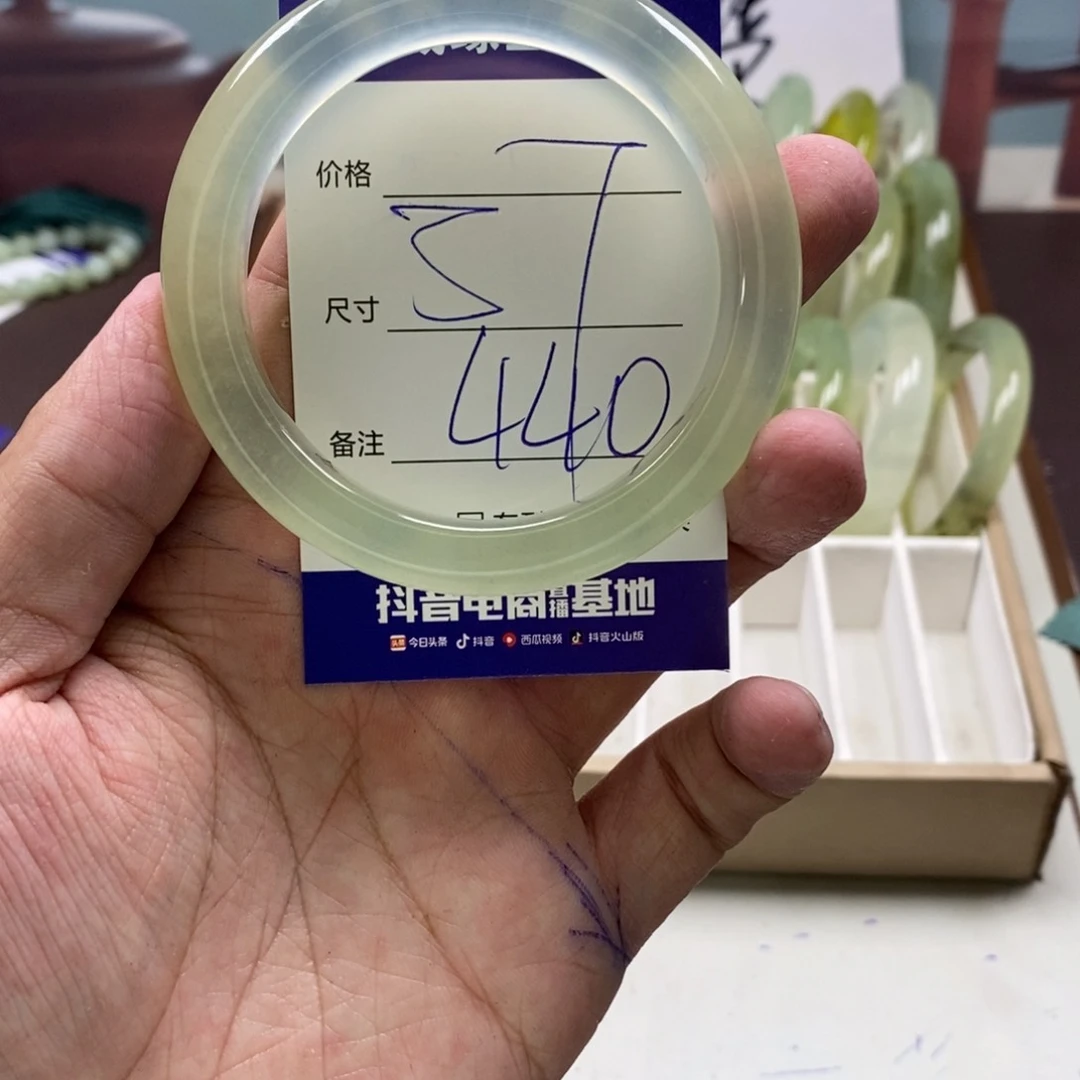 价格
37
尺寸
440
备注
抖音电商直播基地
今日头条 抖音 西瓜视频 抖音火山版